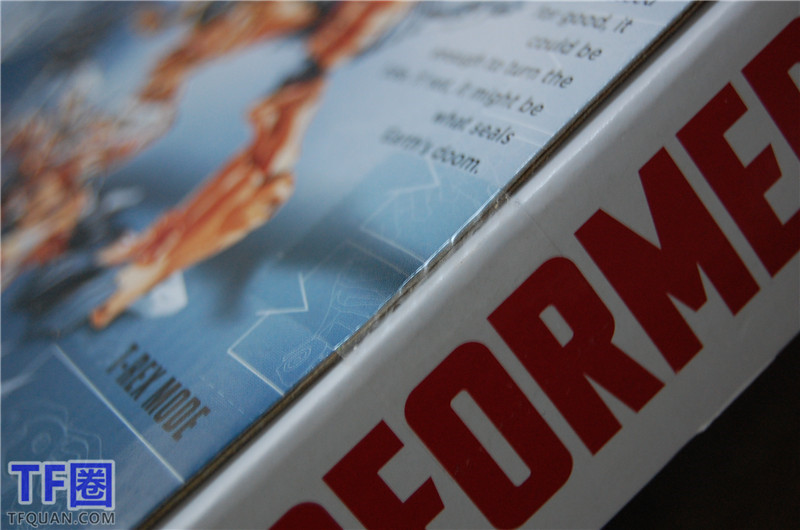 for good, it
could be
enough to turn the
tide. If not, it might be
what seals
Earth's doom.
T-REX MODE
FORMER
TF圈
TFQUAN.COM